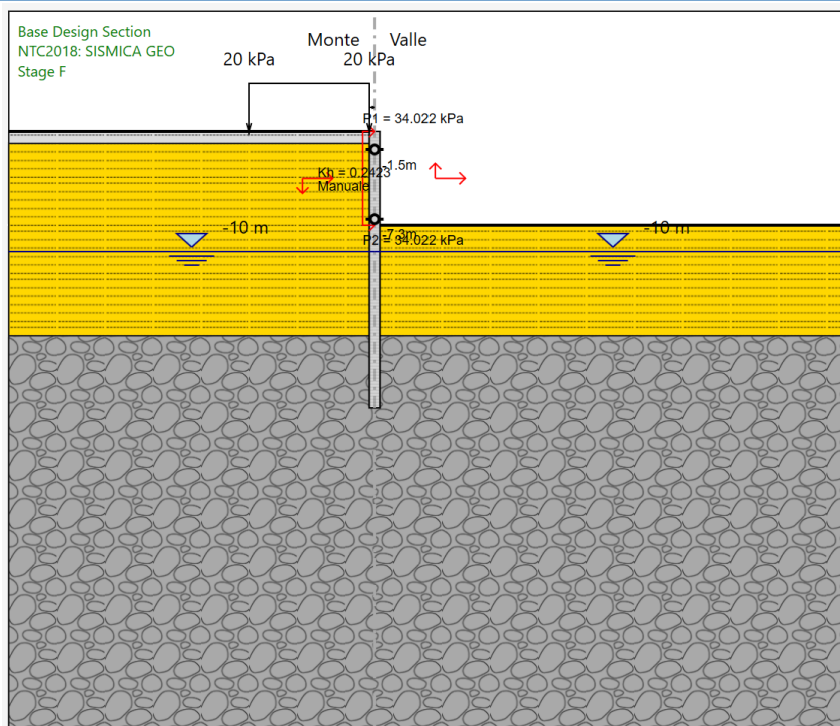 Base Design Section
NTC2018: SISMICA GEO
Stage F
Monte Valle
20 kPa 20 kPa
P1 = 34.022 kPa
-1.5m
Kh = 0.2423
Manuale
-10 m -10 m
-7.3m
P2 = 34.022 kPa